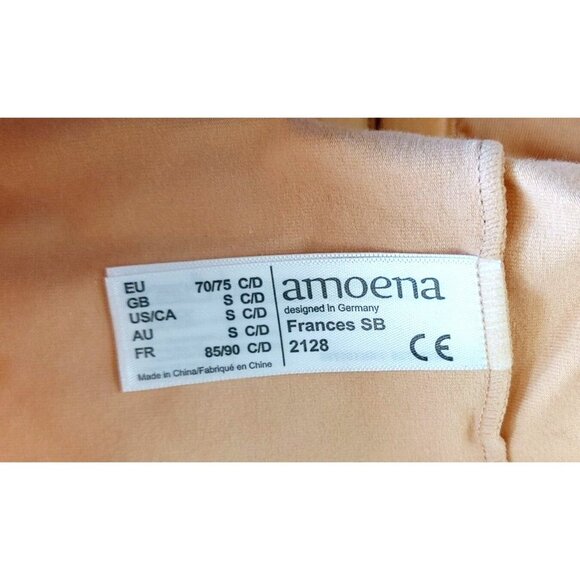 EU 70/75 C/D
GB S C/D
US/CA S C/D
AU S C/D
FR 85/90 C/D
Made in China/Fabriqué en Chine
amoena
designed in Germany
Frances SB
2128
CE